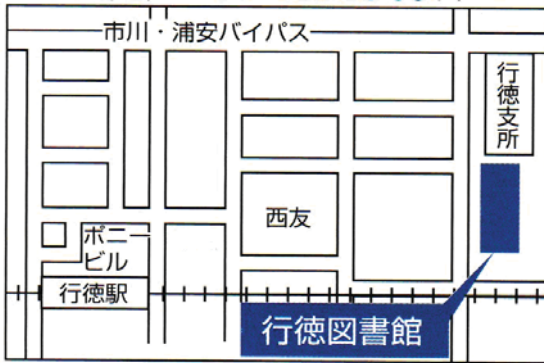 市川・浦安バイパス
行徳支所
西友
ポニー
ビル
行徳駅
行徳図書館